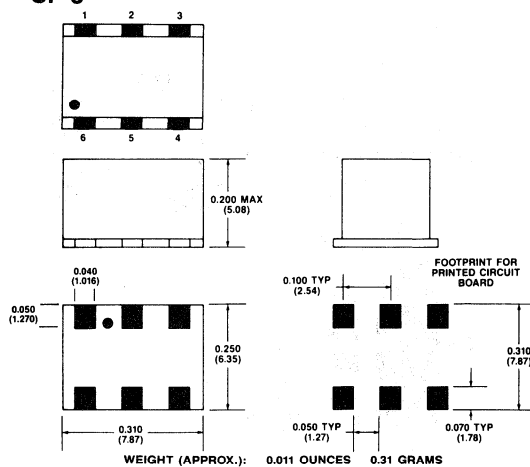 1 2 3
6 5 4
0.200 MAX
(5.08)
0.040
(1.016)
0.050
(1.270)
0.250
(6.35)
0.310
(7.87)
0.100 TYP
(2.54)
FOOTPRINT FOR
PRINTED CIRCUIT
BOARD
0.310
(7.87)
0.050 TYP
(1.27)
0.070 TYP
(1.78)
WEIGHT (APPROX.): 0.011 OUNCES 0.31 GRAMS